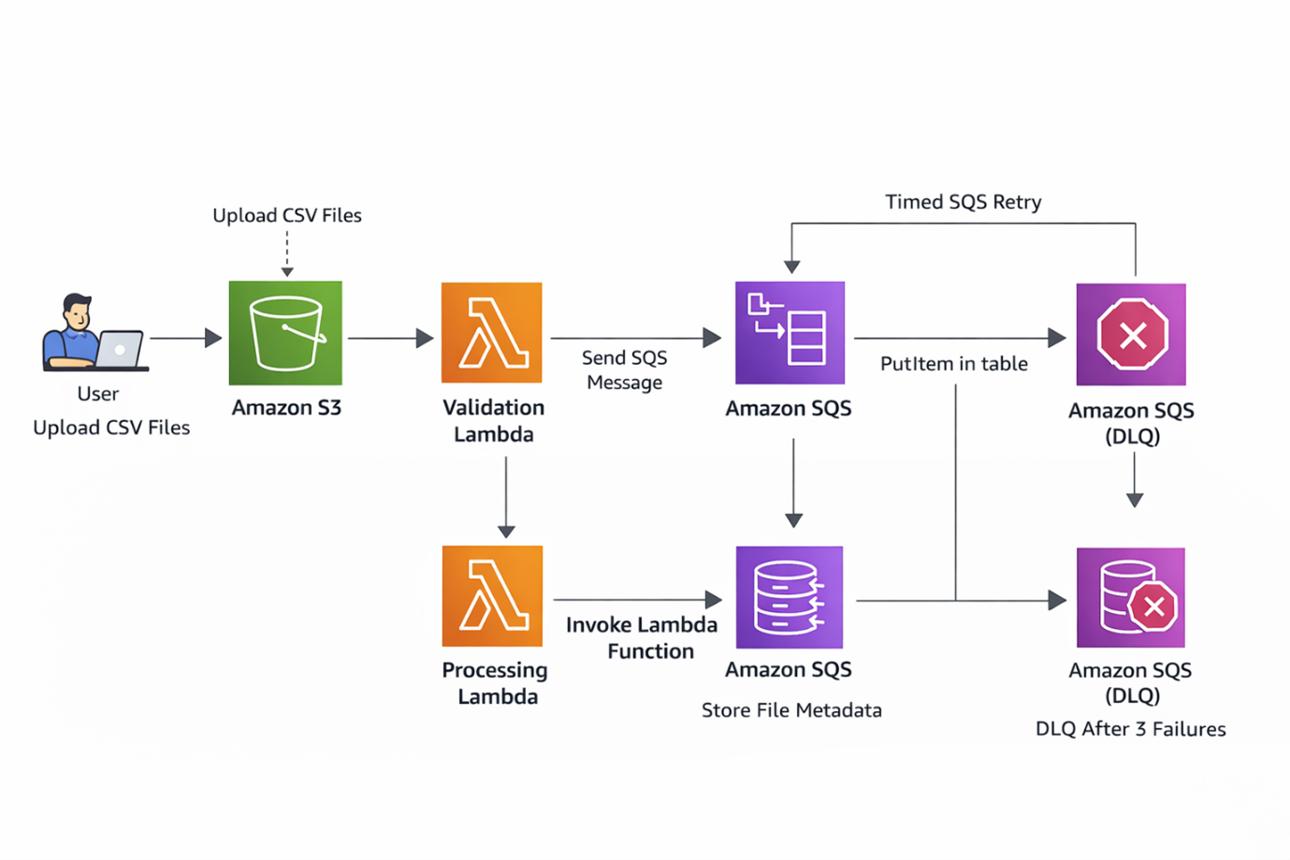 Timed SQS Retry
Upload CSV Files
User
Upload CSV Files
Amazon S3
Validation
Lambda
Send SQS
Message
Amazon SQS
PutItem in table
Amazon SQS
(DLQ)
Processing
Lambda
Invoke Lambda
Function
Amazon SQS
Store File Metadata
Amazon SQS
(DLQ)
DLQ After 3 Failures